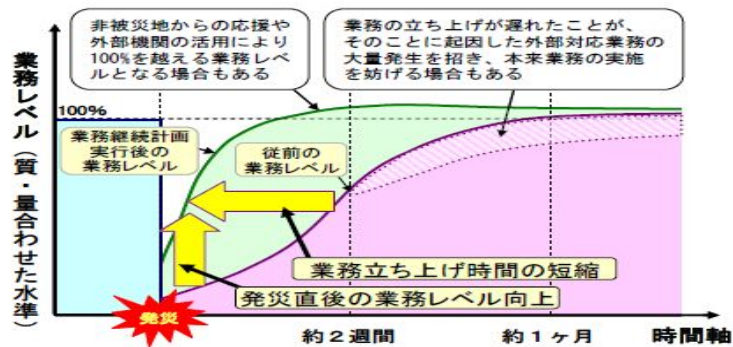 非被災地からの応援や
外部機関の活用により
100%を越える業務レベ
ルとなる場合もある
業務の立ち上げが遅れたことが、
そのことに起因した外部対応業務の
大量発生を招き、本来業務の実施
を妨げる場合もある
業務レベル（質・量合わせた水準）
100%
業務継続計画
実行後の
業務レベル
従前の
業務レベル
業務立ち上げ時間の短縮
発災直後の業務レベル向上
発災
約２週間
約１ヶ月
時間軸